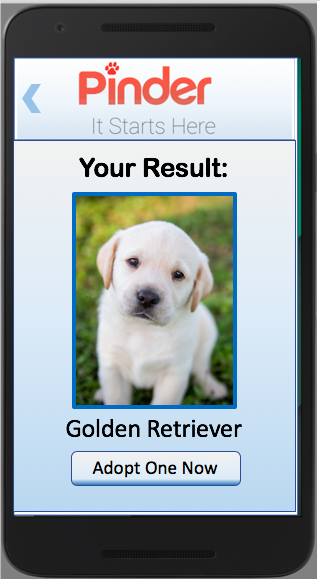 Pinder
It Starts Here
Your Result:
Golden Retriever
Adopt One Now